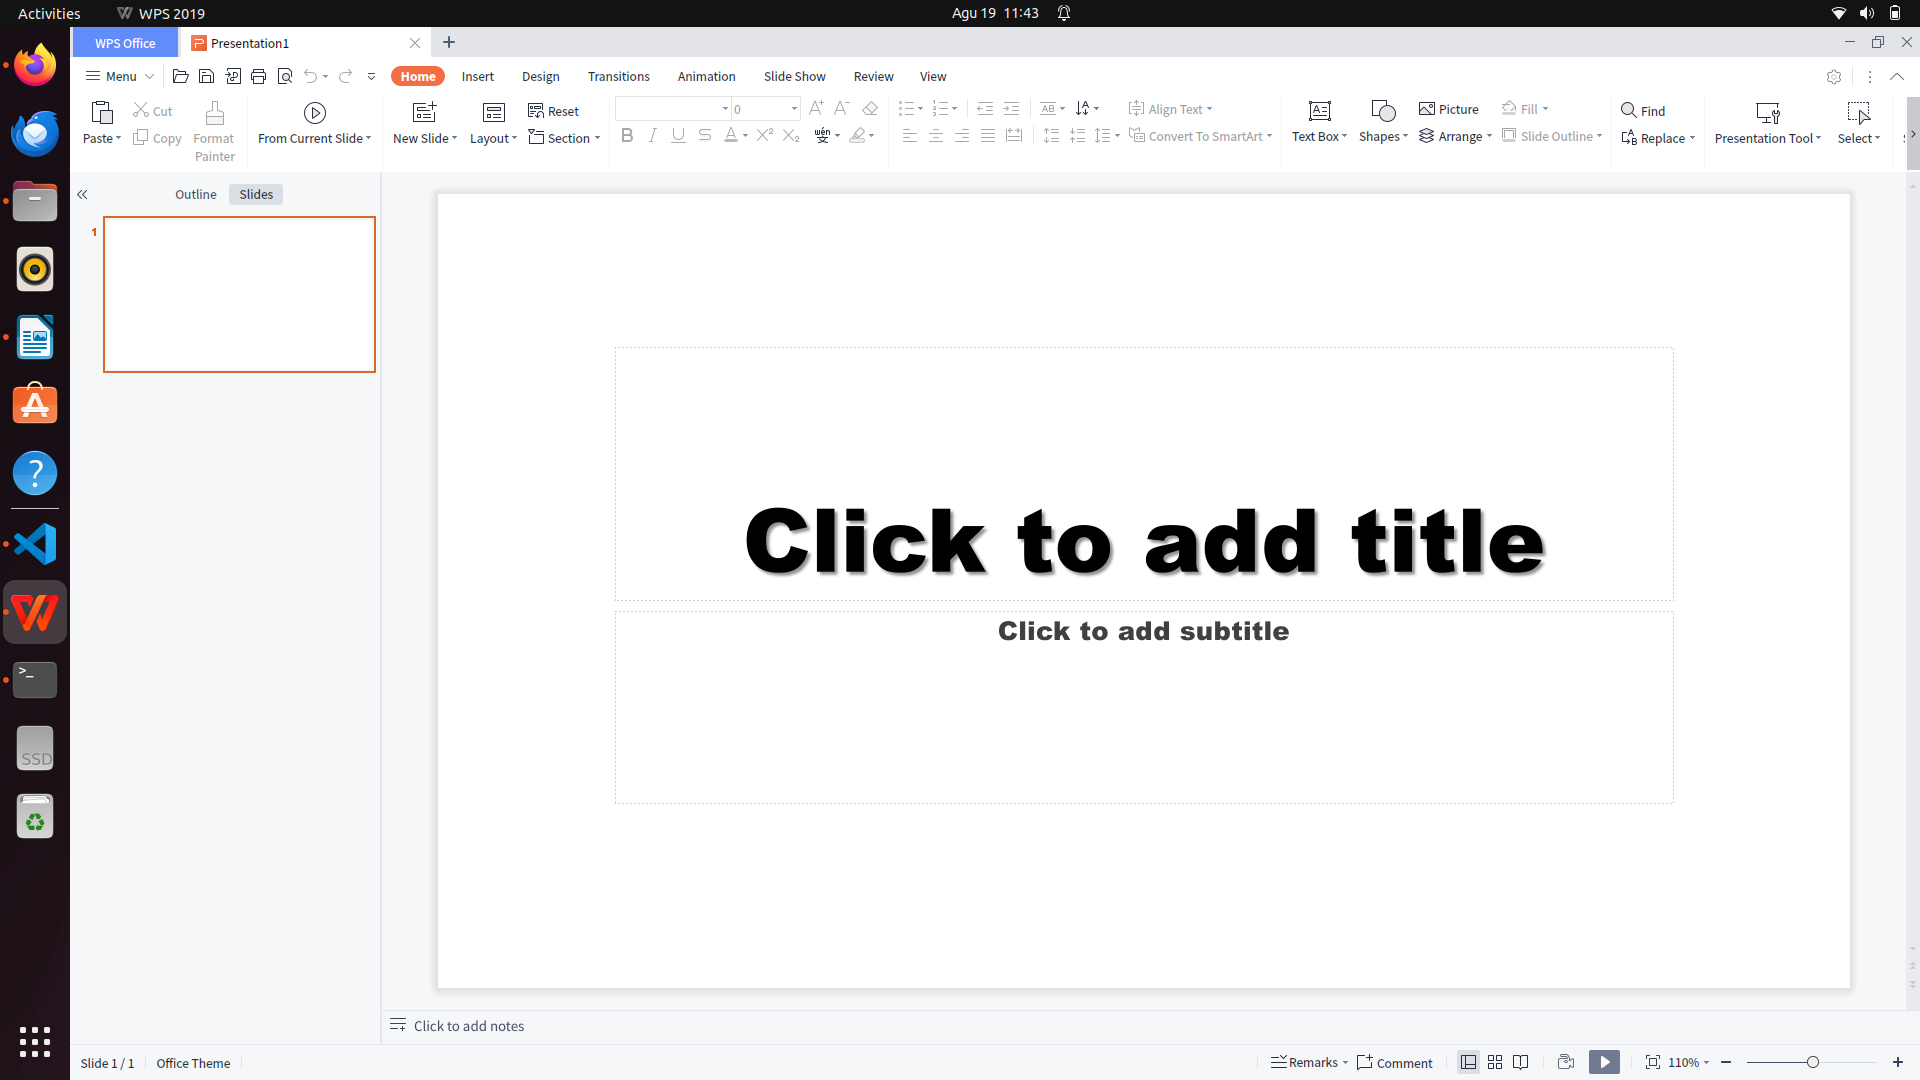 Activities
WPS 2019
Agu 19 11:43
WPS Office
Presentation1
Menu
Home
Insert
Design
Transitions
Animation
Slide Show
Review
View
Paste
Cut
Copy
Format
Painter
From Current Slide
New Slide
Layout
Reset
Section
0
Align Text
Convert To SmartArt
Text Box
Shapes
Picture
Arrange
Fill
Slide Outline
Find
Replace
Presentation Tool
Select
Outline
Slides
1
Click to add title
Click to add subtitle
SSD
Click to add notes
Slide 1 / 1
Office Theme
Remarks
Comment
110%